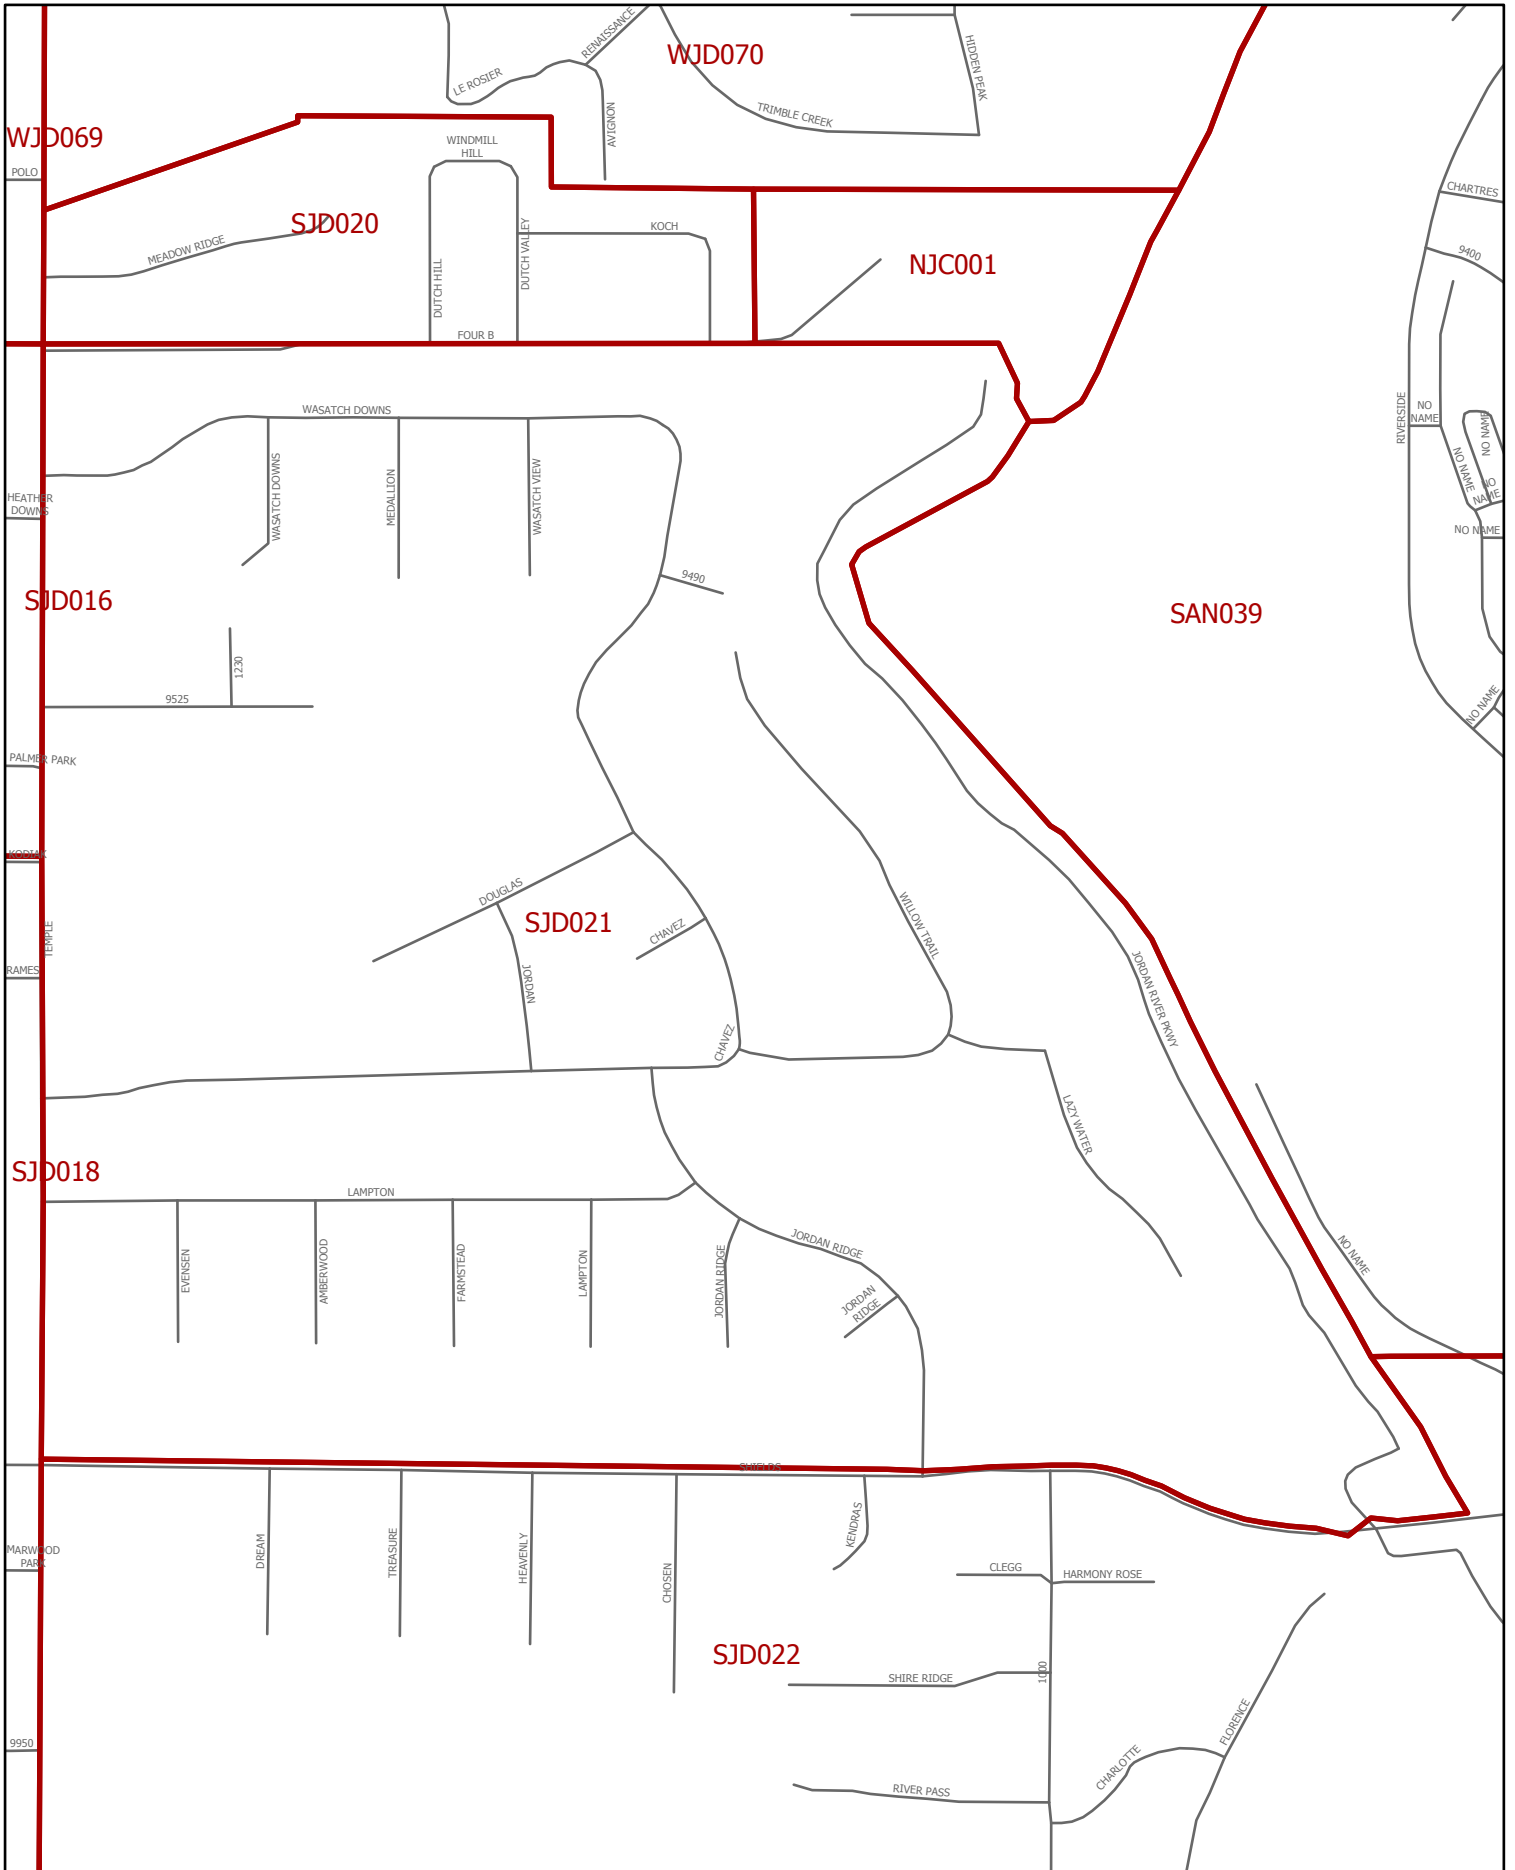 RENAISSANCE
WJD070
HIDDEN PEAK
LE ROSIER
AVIGNON
TRIMBLE CREEK
WJD069
WINDMILL
HILL
POLO
CHARTRES
SJD020
KOCH
MEADOW RIDGE
DUTCH HILL
DUTCH VALLEY
NJC001
9400
FOUR B
WASATCH DOWNS
RIVERSIDE
NO
NAME
NO NAME
WASATCH DOWNS
MEDALLION
WASATCH VIEW
NO NAME
NO
NAME
HEATHER
DOWNS
NO NAME
9490
SJD016
SAN039
1230
9525
NO NAME
PALMER PARK
KODIAK
DOUGLAS
SJD021
CHAVEZ
WILLOW TRAIL
TEMPLE
RAMES
JORDAN
JORDAN RIVER PKWY
CHAVEZ
LAZY WATER
SJD018
LAMPTON
EVENSEN
AMBERWOOD
FARMSTEAD
LAMPTON
JORDAN RIDGE
JORDAN RIDGE
JORDAN
RIDGE
NO NAME
SHIELDS
MARWOOD
PARK
DREAM
TREASURE
HEAVENLY
CHOSEN
KENDRAS
CLEGG
HARMONY ROSE
SJD022
SHIRE RIDGE
1000
FLORENCE
9950
CHARLOTTE
RIVER PASS